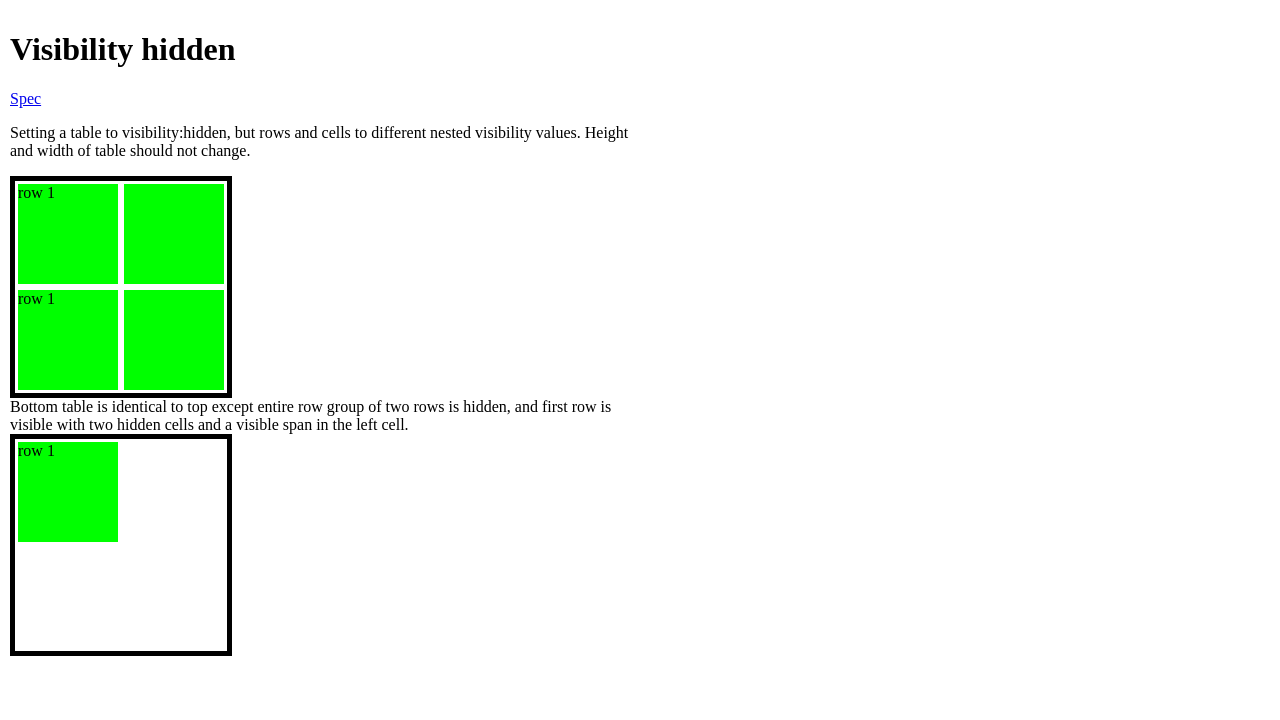 Visibility hidden
Spec
Setting a table to visibility:hidden, but rows and cells to different nested visibility values. Height
and width of table should not change.
row 1
row 1
Bottom table is identical to top except entire row group of two rows is hidden, and first row is
visible with two hidden cells and a visible span in the left cell.
row 1